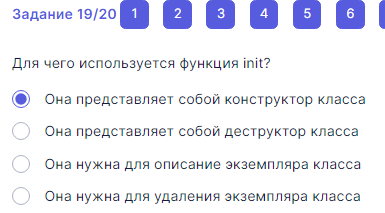 Задание 19/20 1 2 3 4 5 6
Для чего используется функция init?
Она представляет собой конструктор класса
Она представляет собой деструктор класса
Она нужна для описание экземпляра класса
Она нужна для удаления экземпляра класса